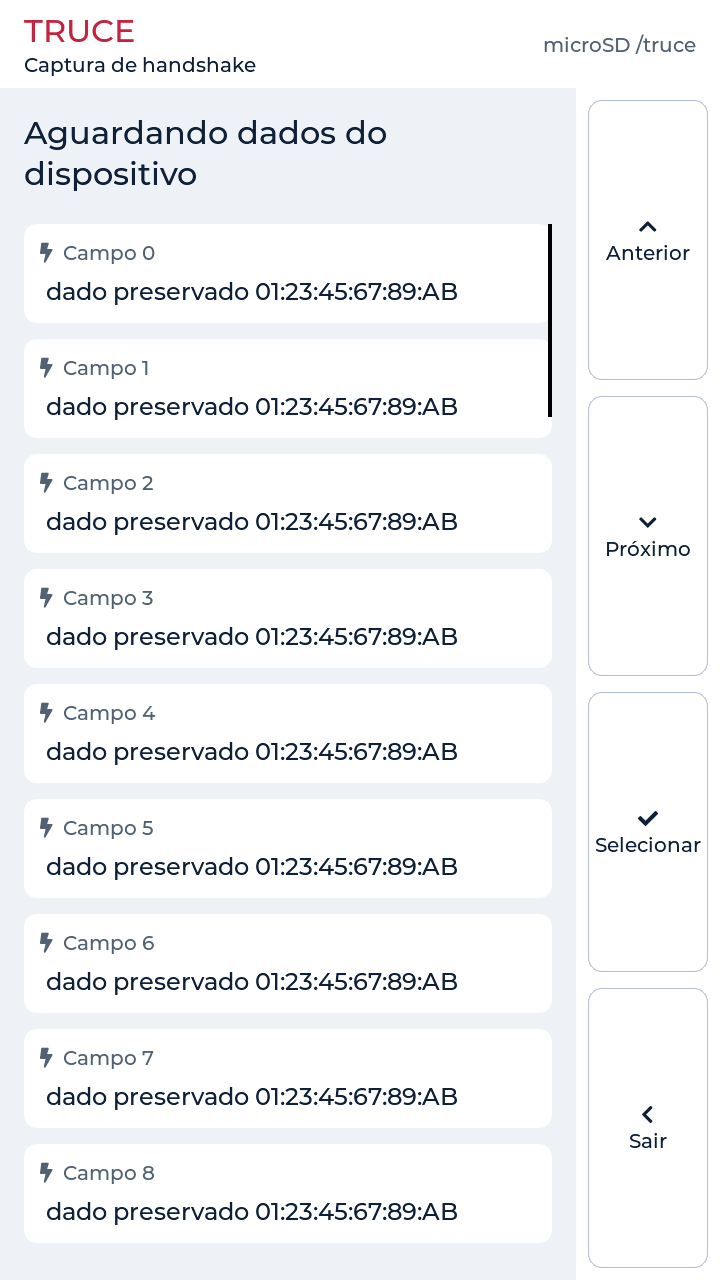 TRUCE
Captura de handshake
microSD /truce
Aguardando dados do
dispositivo
Campo 0
dado preservado 01:23:45:67:89:AB
Campo 1
dado preservado 01:23:45:67:89:AB
Campo 2
dado preservado 01:23:45:67:89:AB
Campo 3
dado preservado 01:23:45:67:89:AB
Campo 4
dado preservado 01:23:45:67:89:AB
Campo 5
dado preservado 01:23:45:67:89:AB
Campo 6
dado preservado 01:23:45:67:89:AB
Campo 7
dado preservado 01:23:45:67:89:AB
Campo 8
dado preservado 01:23:45:67:89:AB
Anterior
Próximo
Selecionar
Sair